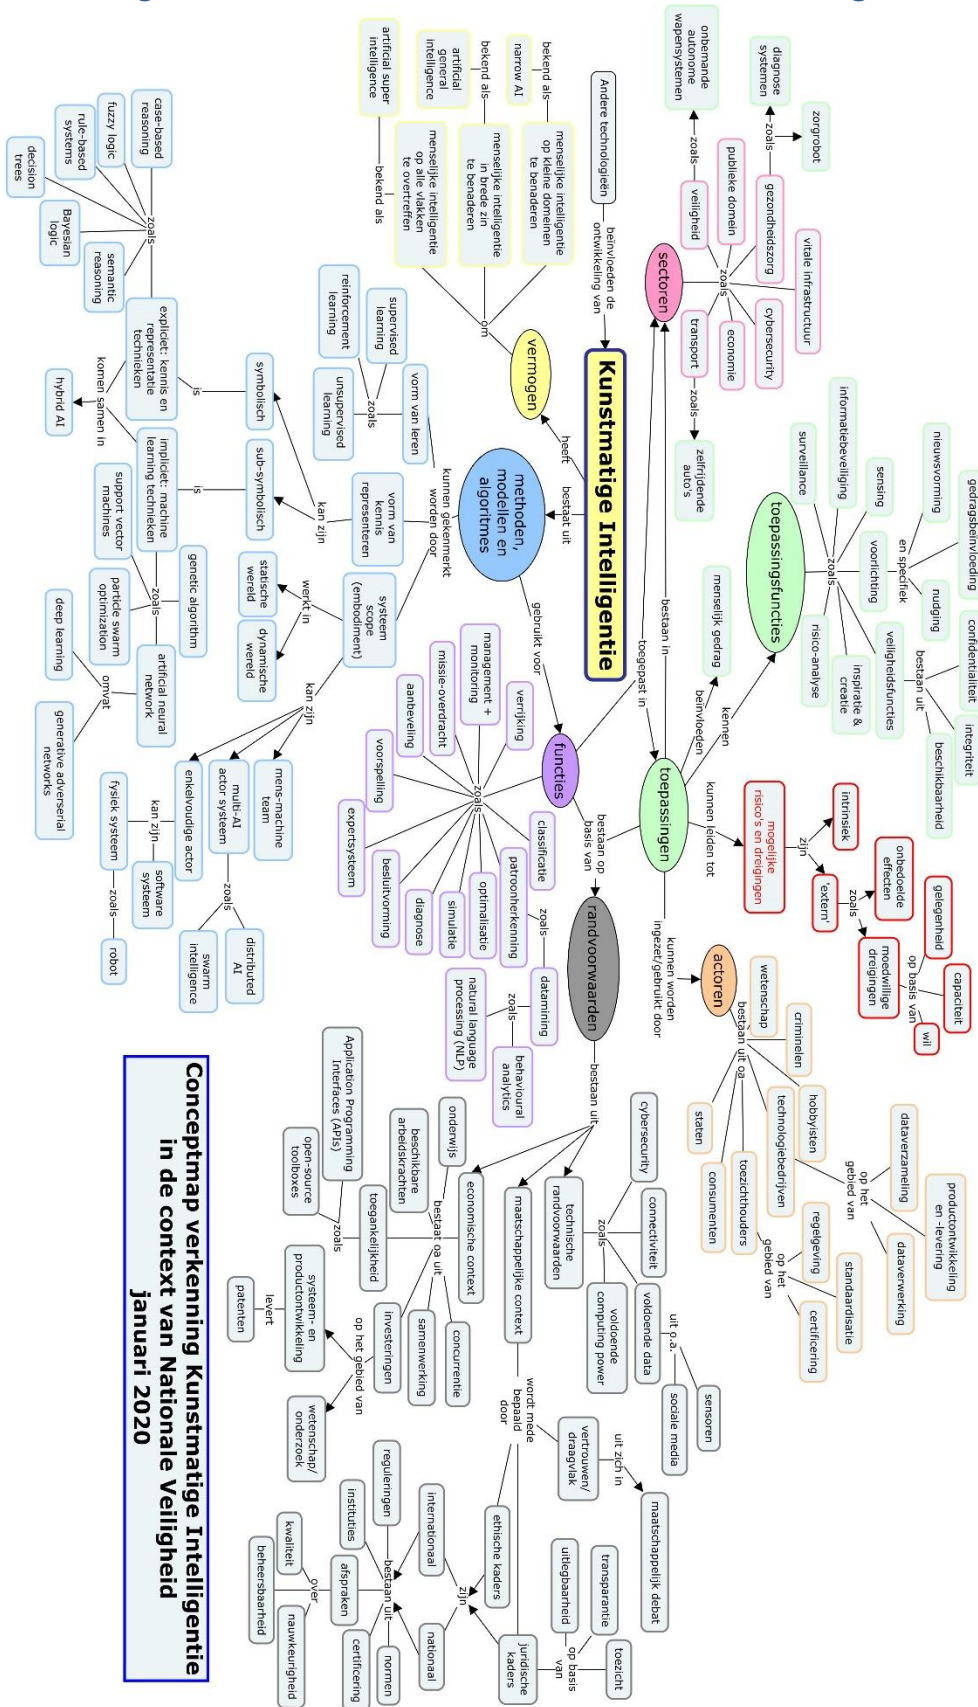 Andere technologieën
beïnvloeden de
ontwikkeling van
Kunstmatige Intelligentie
heeft
bestaat uit
vermogen
om
menselijke intelligentie
op kleine domeinen
te benaderen
bekend als
narrow AI
menselijke intelligentie
in brede zin
te benaderen
bekend als
artificial
general
intelligence
menselijke intelligentie
op alle vlakken
te overtreffen
bekend als
artificial super
intelligence
methoden,
modellen en
algoritmes
kunnen gekenmerkt
worden door
vorm van leren
zoals
supervised
learning
reinforcement
learning
unsupervised
learning
vorm van
kennis
representeren
kan zijn
symbolisch
is
expliciet: kennis en
representatie
technieken
zoals
case-based
reasoning
fuzzy logic
rule-based
systems
decision
trees
Bayesian
logic
semantic
reasoning
komen samen in
hybrid AI
sub-symbolisch
is
impliciet: machine
learning technieken
zoals
support vector
machines
genetic algorithm
particle swarm
optimization
artificial neural
network
omvat
deep learning
generative adverserial
networks
systeem
scope
(embodiment)
werkt in
statische
wereld
dynamische
wereld
kan zijn
mens-machine
team
multi-AI
actor systeem
zoals
distributed
AI
swarm
intelligence
enkelvoudige actor
kan zijn
software
systeem
fysiek systeem
zoals
robot
gebruikt voor
functies
zoals
verrijking
management +
monitoring
missie-overdracht
aanbeveling
voorspelling
expertsysteem
besluitvorming
diagnose
simulatie
optimalisatie
patroonherkenning
classificatie
zoals
datamining
zoals
natural language
processing (NLP)
behavioural
analytics
toegepast in
bestaan in
sectoren
zoals
vitale infrastructuur
gezondheidszorg
zoals
diagnose
systemen
zorgrobot
publieke domein
veiligheid
zoals
onbemande
autonome
wapensystemen
cybersecurity
economie
transport
zoals
zelfrijdende
auto's
toepassingen
beïnvloeden
menselijk gedrag
kennen
toepassingsfuncties
zoals
surveillance
informatiebeveiliging
sensing
voorlichting
en specifiek
nieuwsvorming
gedragsbeïnvloeding
nudging
veiligheidsfuncties
bestaan uit
confidentialiteit
integriteit
beschikbaarheid
inspiratie &
creatie
risico-analyse
kunnen leiden tot
mogelijke
risico's en dreigingen
zijn
intrinsiek
'extern'
zoals
onbedoelde
effecten
moedwillige
dreigingen
op basis van
gelegenheid
capaciteit
wil
kunnen worden
ingezet/gebruikt door
actoren
bestaan uit oa
wetenschap
criminelen
hobbyisten
technologiebedrijven
op het
gebied van
dataverzameling
productontwikkeling
en -levering
dataverwerking
toezichthouders
op het
gebied van
regelgeving
standaardisatie
certificering
consumenten
staten
bestaan op
basis van
randvoorwaarden
bestaan uit
technische
randvoorwaarden
zoals
cybersecurity
connectiviteit
voldoende data
uit o.a.
sensoren
sociale media
voldoende
computing power
maatschappelijke context
wordt mede
bepaald
door
vertrouwen/
draagvlak
uit zich in
maatschappelijk debat
ethische kaders
juridische
kaders
op basis
van
uitlegbaarheid
transparantie
toezicht
zijn
internationaal
nationaal
bestaan uit
reguleringen
instituties
afspraken
over
kwaliteit
beheersbaarheid
nauwkeurigheid
certificering
normen
economische context
bestaat oa uit
onderwijs
beschikbare
arbeidskrachten
toegankelijkheid
zoals
Application Programming
Interfaces (APIs)
open-source
toolboxes
investeringen
op het gebied van
systeem- en
productontwikkeling
levert
patenten
wetenschap/
onderzoek
samenwerking
concurrentie
Conceptmap verkenning Kunstmatige Intelligentie
in de context van Nationale Veiligheid
januari 2020